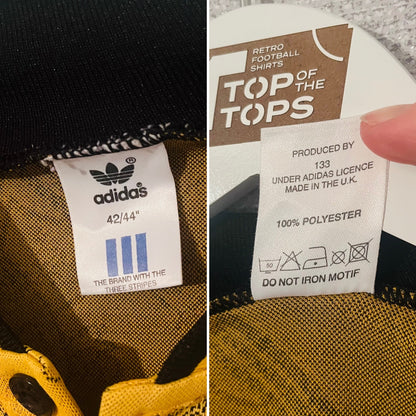 adidas
®
42/44"
THE BRAND WITH THE
THREE STRIPES
RETRO
FOOTBALL
SHIRTS
TOP OF
THE
TOPS
PRODUCED BY
133
UNDER ADIDAS LICENCE
MADE IN THE U.K.
100% POLYESTER
50
DO NOT IRON MOTIF